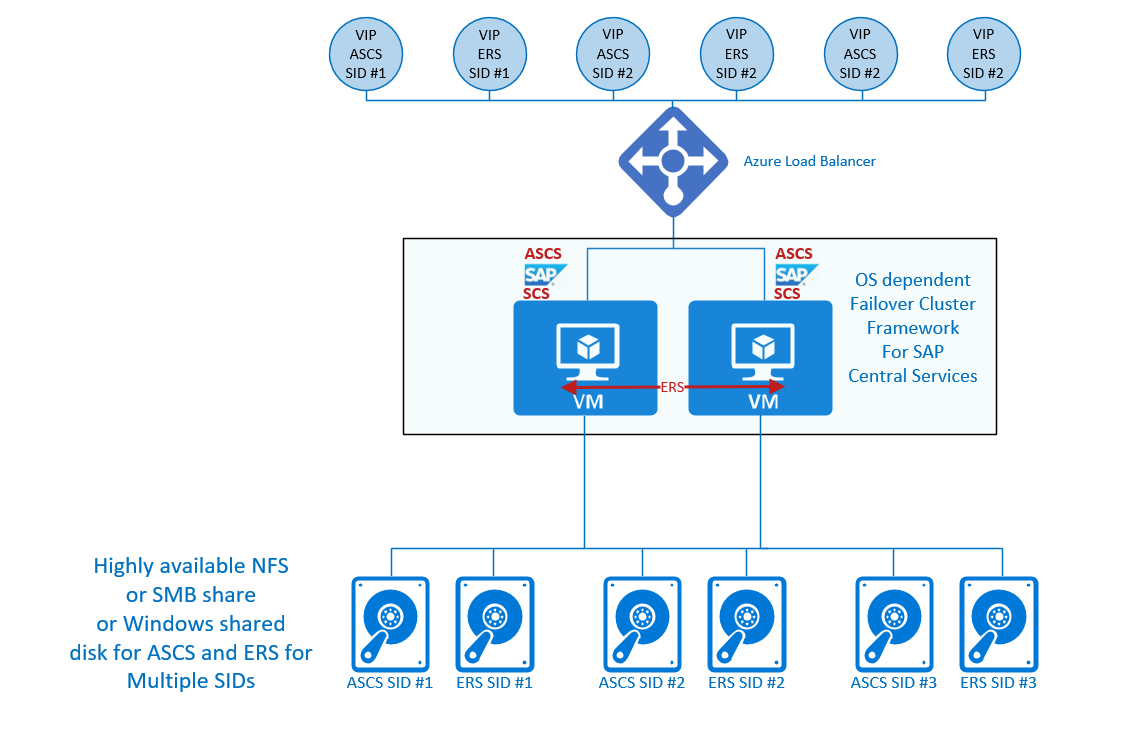 VIP
ASCS
SID #1
VIP
ERS
SID #1
VIP
ASCS
SID #2
VIP
ERS
SID #2
VIP
ASCS
SID #2
VIP
ERS
SID #2
Azure Load Balancer
ASCS
SAP
SCS
ASCS
SAP
SCS
OS dependent
Failover Cluster
Framework
For SAP
Central Services
ERS
VM
VM
Highly available NFS
or SMB share
or Windows shared
disk for ASCS and ERS for
Multiple SIDs
ASCS SID #1
ERS SID #1
ASCS SID #2
ERS SID #2
ASCS SID #3
ERS SID #3